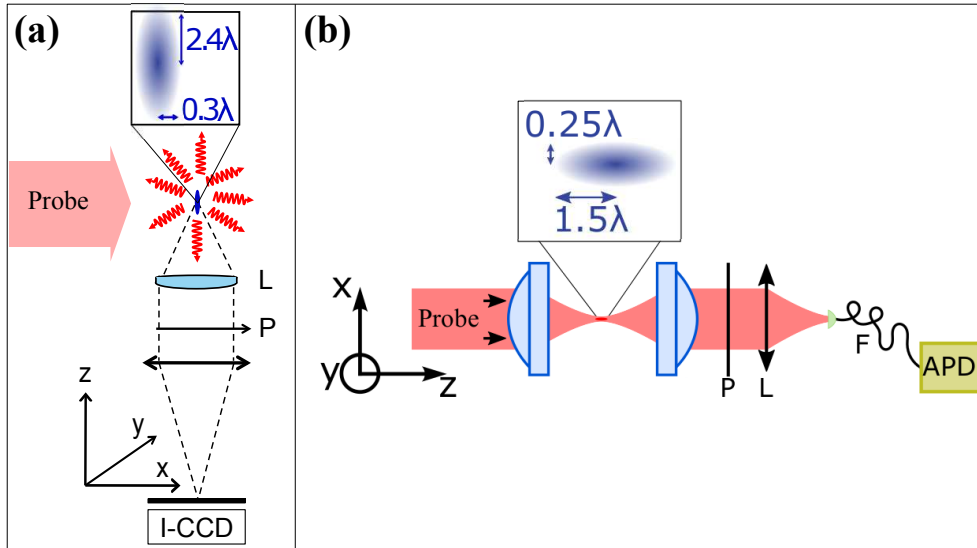 (a)
2.4λ
0.3λ
Probe
L
P
z
y
x
I-CCD
(b)
0.25λ
1.5λ
x
Probe
y
z
P
L
F
APD